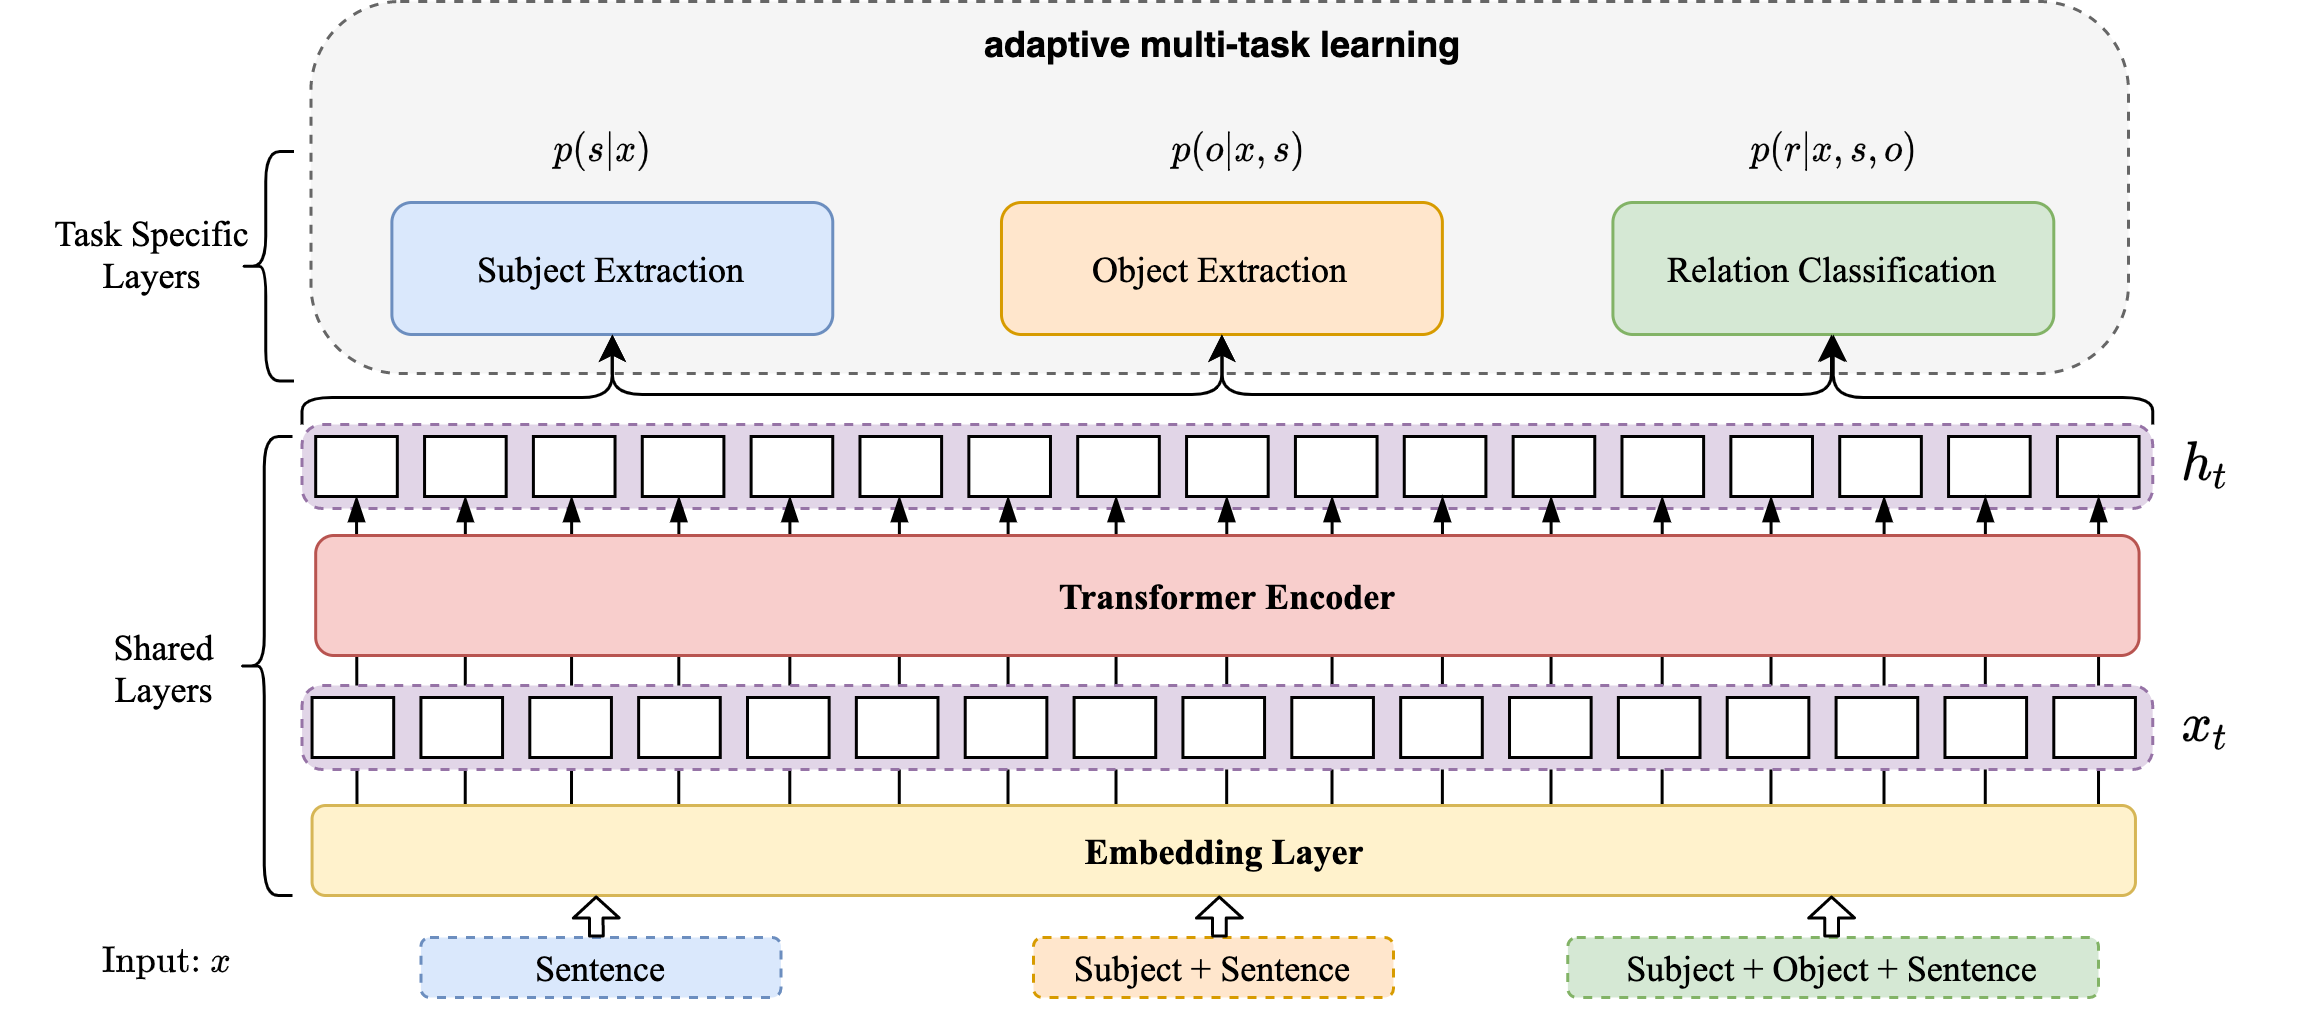 adaptive multi-task learning
p(s|x)
p(o|x, s)
p(r|x, s, o)
Task Specific
Layers
Subject Extraction
Object Extraction
Relation Classification
h_t
Transformer Encoder
Shared
Layers
x_t
Embedding Layer
Input: x
Sentence
Subject + Sentence
Subject + Object + Sentence